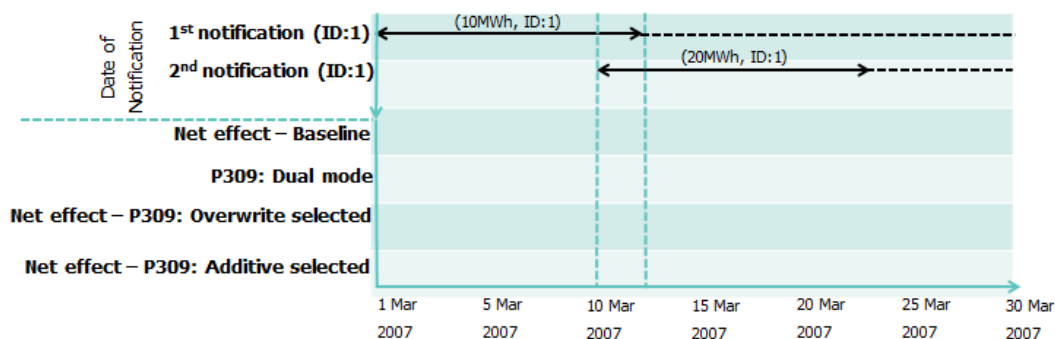 Date of
Notification
1st notification (ID:1)
(10MWh, ID:1)
2nd notification (ID:1)
(20MWh, ID:1)
Net effect – Baseline
P309: Dual mode
Net effect – P309: Overwrite selected
Net effect – P309: Additive selected
1 Mar 5 Mar 10 Mar 15 Mar 20 Mar 25 Mar 30 Mar
2007 2007 2007 2007 2007 2007 2007